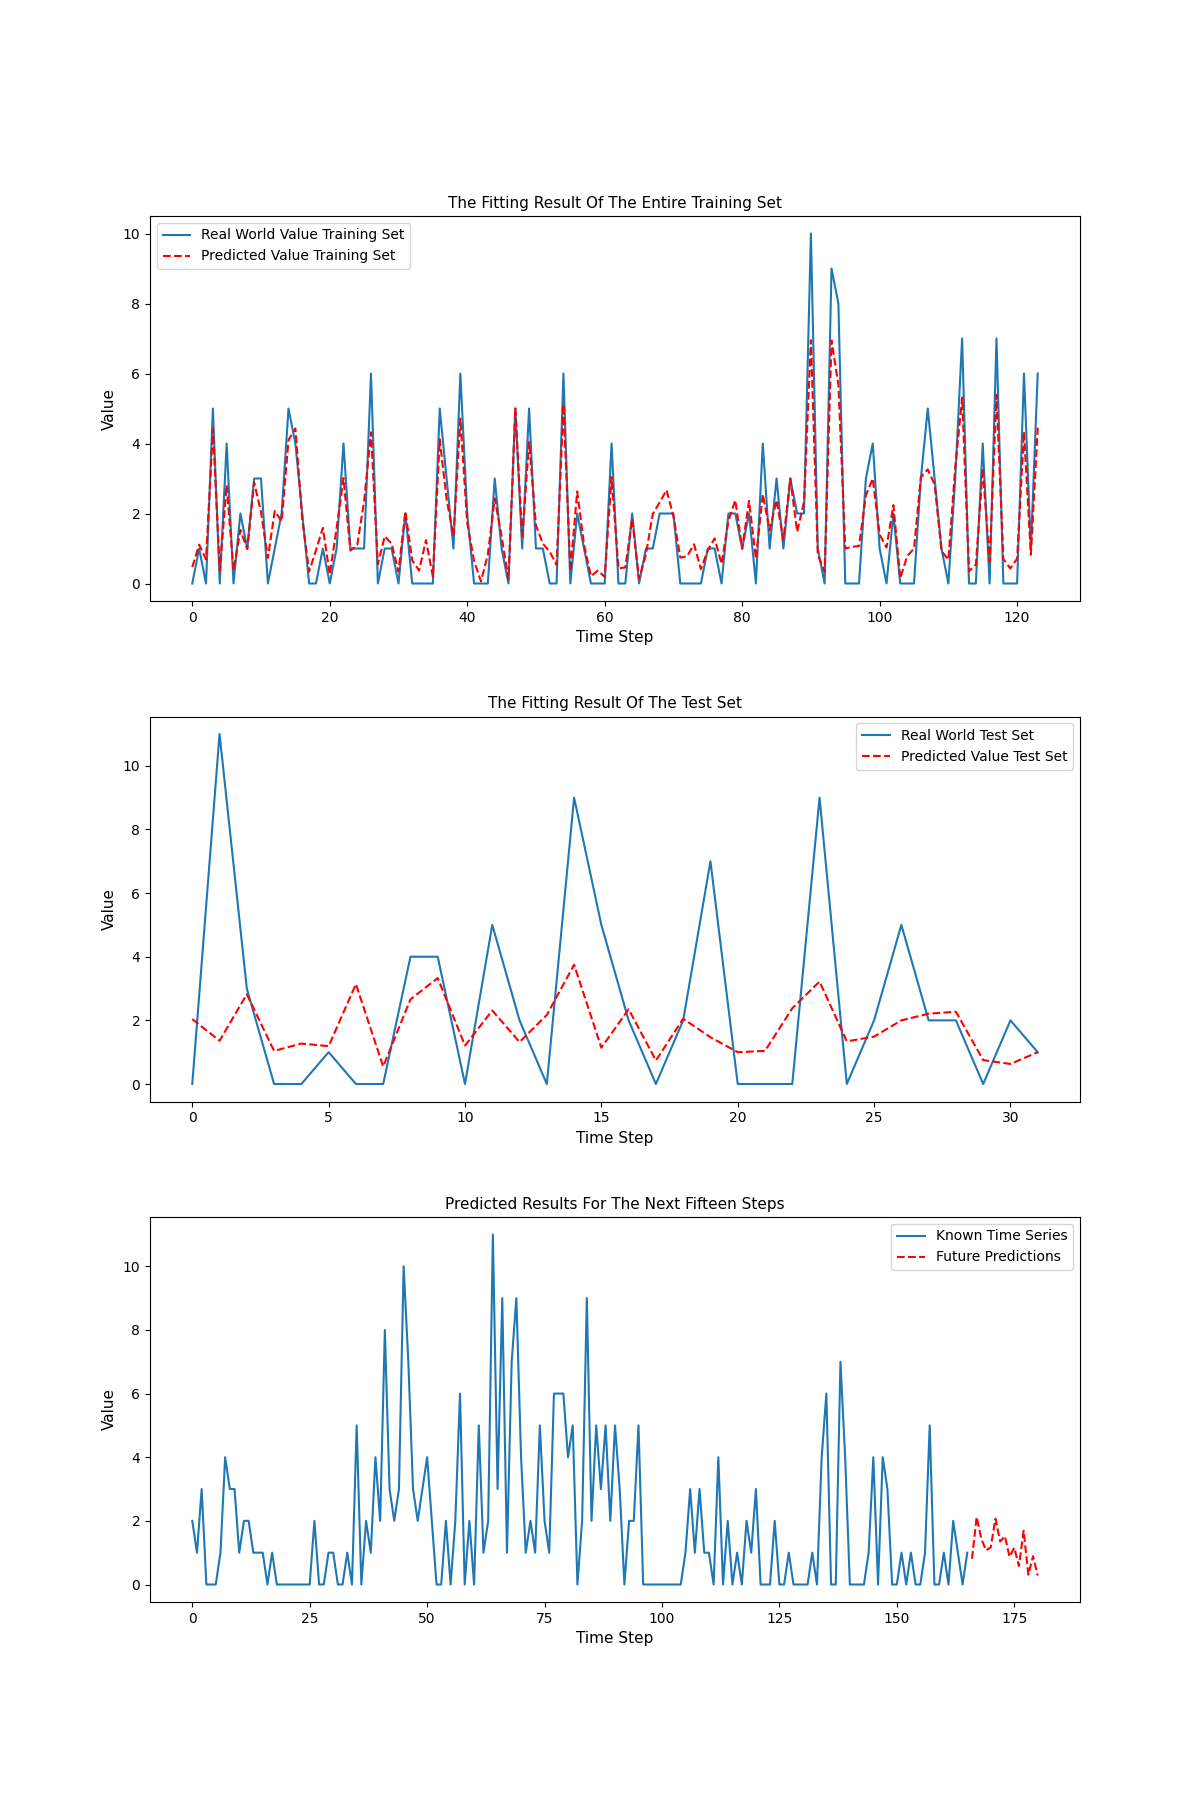 The Fitting Result Of The Entire Training Set
Real World Value Training Set
Predicted Value Training Set
10
8
6
4
2
0
Value
0 20 40 60 80 100 120
Time Step
The Fitting Result Of The Test Set
Real World Test Set
Predicted Value Test Set
10
8
6
4
2
0
Value
0 5 10 15 20 25 30
Time Step
Predicted Results For The Next Fifteen Steps
Known Time Series
Future Predictions
10
8
6
4
2
0
Value
0 25 50 75 100 125 150 175
Time Step